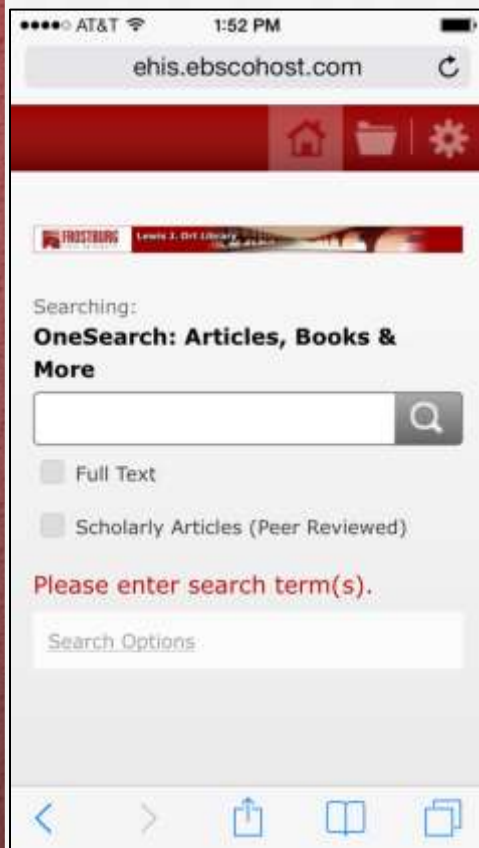 AT&T 1:52 PM
ehis.ebscohost.com
FROSTBURG Lewis J. Ort Library
Searching:
OneSearch: Articles, Books &
More
Full Text
Scholarly Articles (Peer Reviewed)
Please enter search term(s).
Search Options